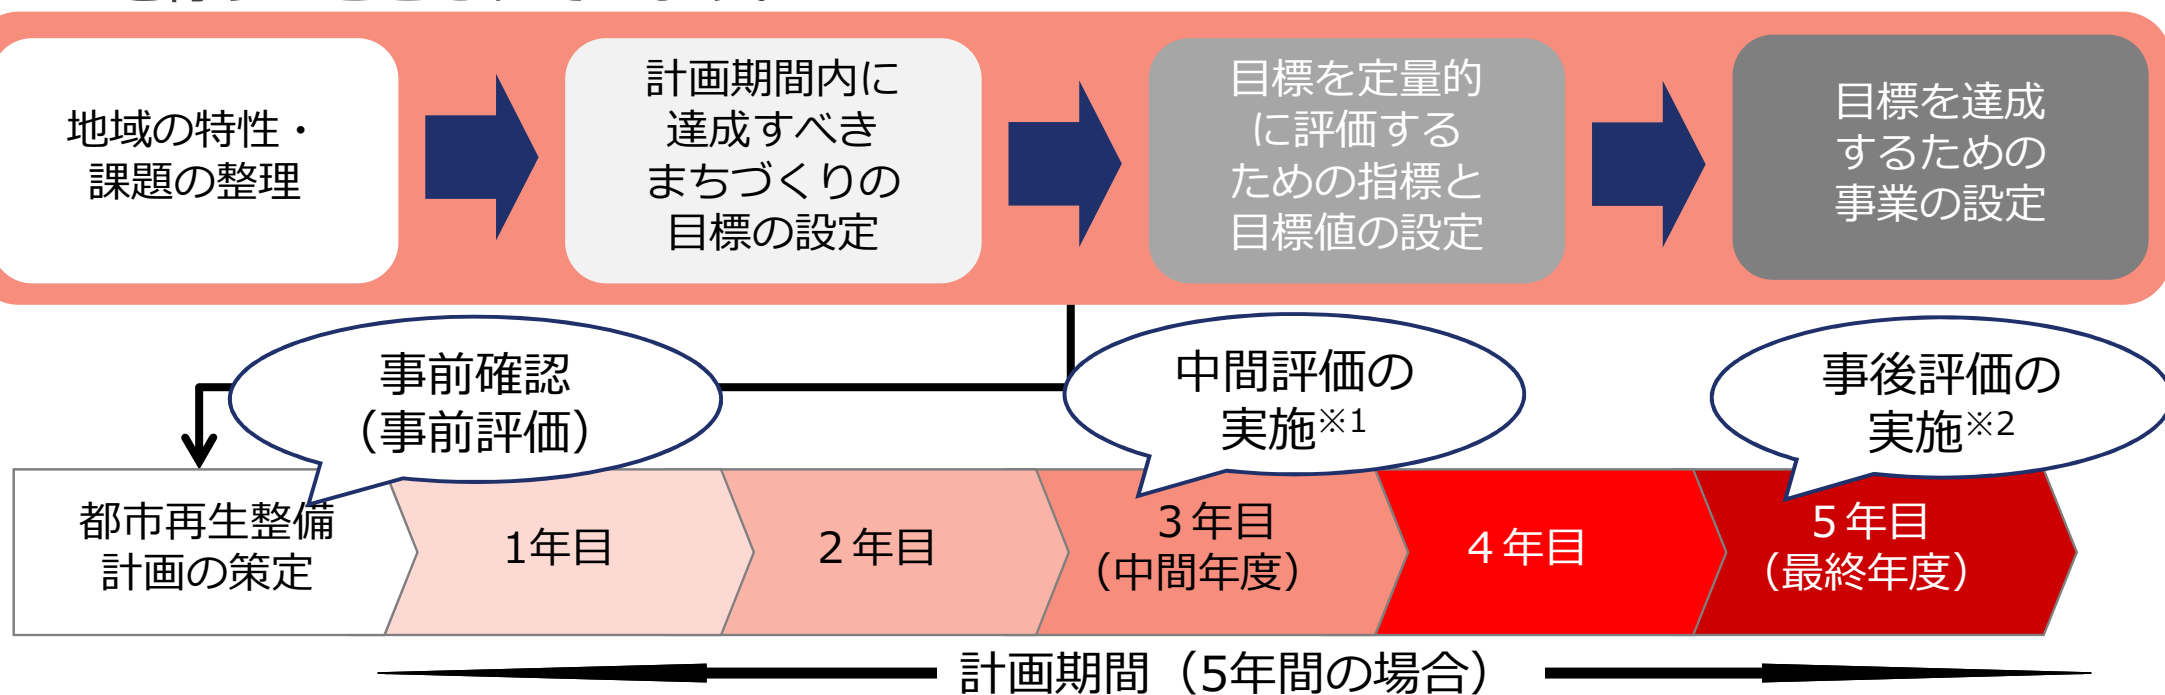 地域の特性・
課題の整理
計画期間内に
達成すべき
まちづくりの
目標の設定
目標を定量的
に評価する
ための指標と
目標値の設定
目標を達成
するための
事業の設定
事前確認
（事前評価）
中間評価の
実施※1
事後評価の
実施※2
都市再生整備
計画の策定
1年目
２年目
３年目
（中間年度）
４年目
５年目
（最終年度）
計画期間（5年間の場合）